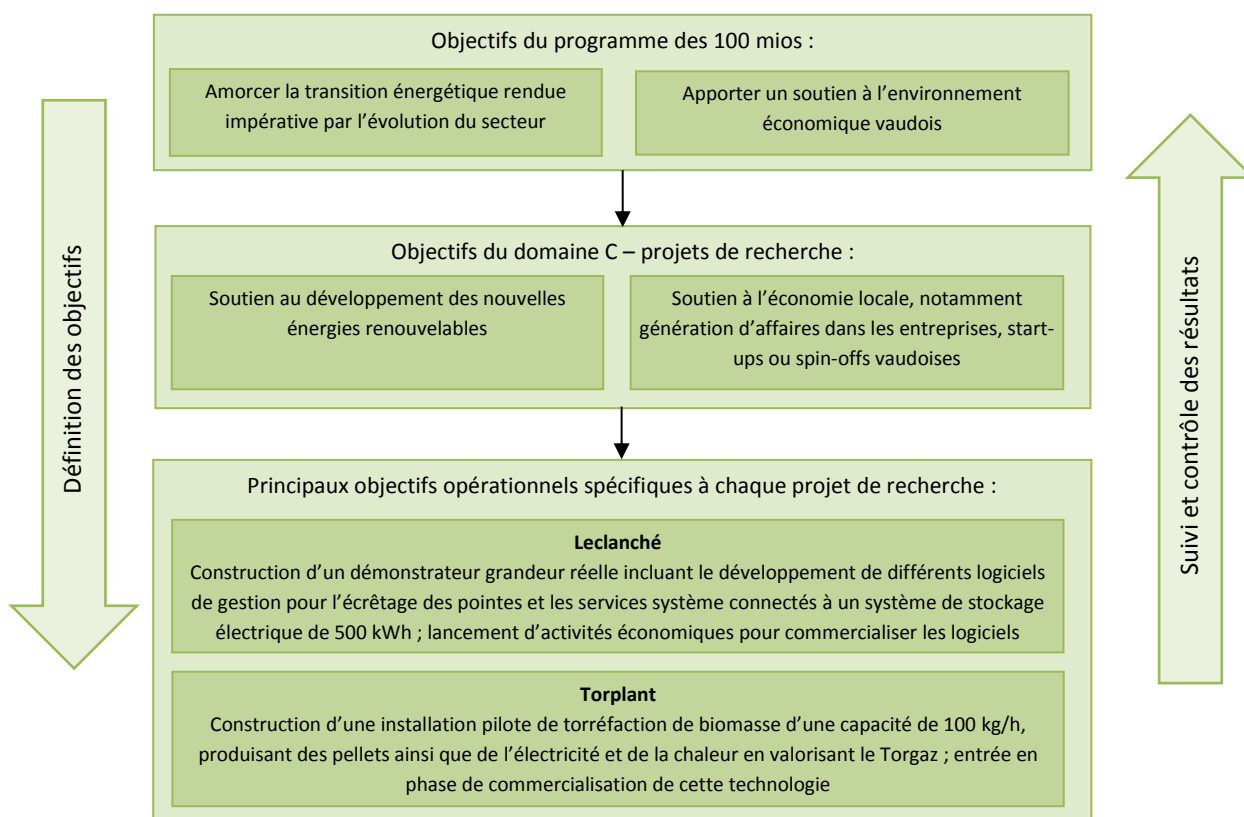 Objectifs du programme des 100 mios :
Amorcer la transition énergétique rendue
impérative par l’évolution du secteur
Apporter un soutien à l’environnement
économique vaudois
Définition des objectifs
Suivi et contrôle des résultats
Objectifs du domaine C – projets de recherche :
Soutien au développement des nouvelles
énergies renouvelables
Soutien à l’économie locale, notamment
génération d’affaires dans les entreprises, start-
ups ou spin-offs vaudoises
Principaux objectifs opérationnels spécifiques à chaque projet de recherche :
Leclanché
Construction d’un démonstrateur grandeur réelle incluant le développement de différents logiciels
de gestion pour l’écrêtage des pointes et les services système connectés à un système de stockage
électrique de 500 kWh ; lancement d’activités économiques pour commercialiser les logiciels
Torplant
Construction d’une installation pilote de torréfaction de biomasse d’une capacité de 100 kg/h,
produisant des pellets ainsi que de l’électricité et de la chaleur en valorisant le Torgaz ; entrée en
phase de commercialisation de cette technologie